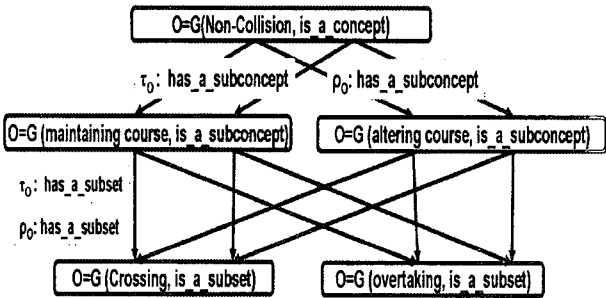 O=G(Non-Collision, is_a_concept)
τ₀: has_a_subconcept ρ₀: has_a_subconcept
O=G (maintaining course, is_a_subconcept) O=G (altering course, is_a_subconcept)
τ₀: has_a_subset
ρ₀: has_a_subset
O=G (Crossing, is_a_subset) O=G (overtaking, is_a_subset)